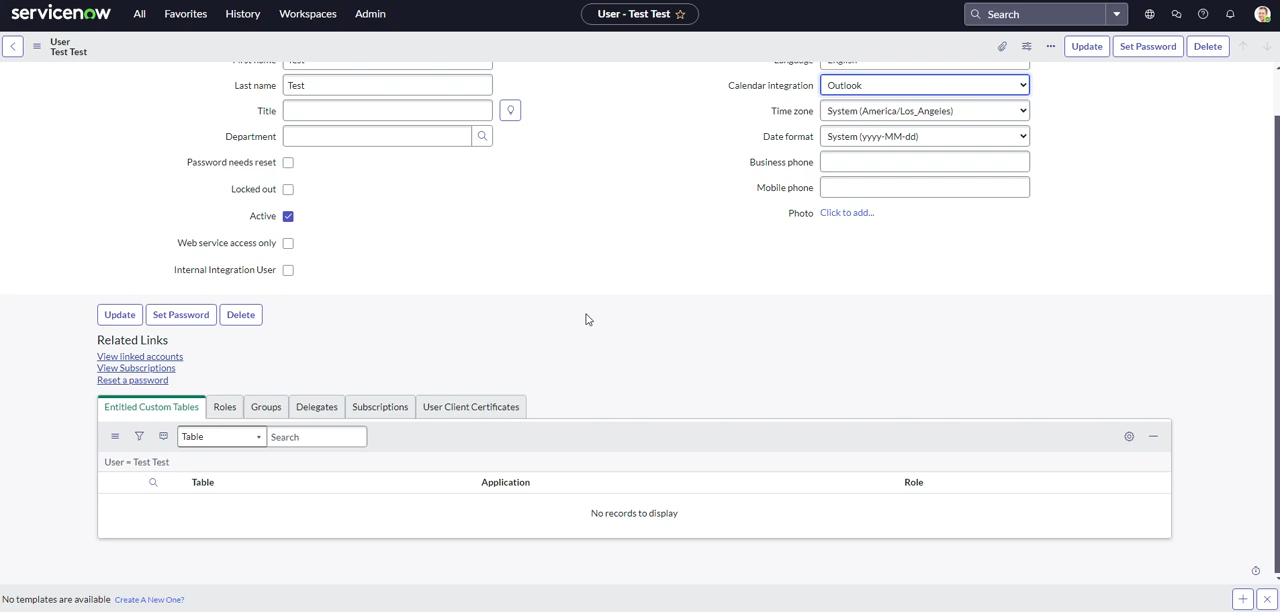 servicenow
All
Favorites
History
Workspaces
Admin
User - Test Test
Search
User
Test Test
Update
Set Password
Delete
First name
Test
Language
English
Last name
Test
Calendar integration
Outlook
Title
Time zone
System (America/Los_Angeles)
Department
Date format
System (yyyy-MM-dd)
Password needs reset
Business phone
Locked out
Mobile phone
Active
Photo
Click to add...
Web service access only
Internal Integration User
Update
Set Password
Delete
Related Links
View linked accounts
View Subscriptions
Reset a password
Entitled Custom Tables
Roles
Groups
Delegates
Subscriptions
User Client Certificates
Table
Search
User = Test Test
Table
Application
Role
No records to display
No templates are available
Create A New One?